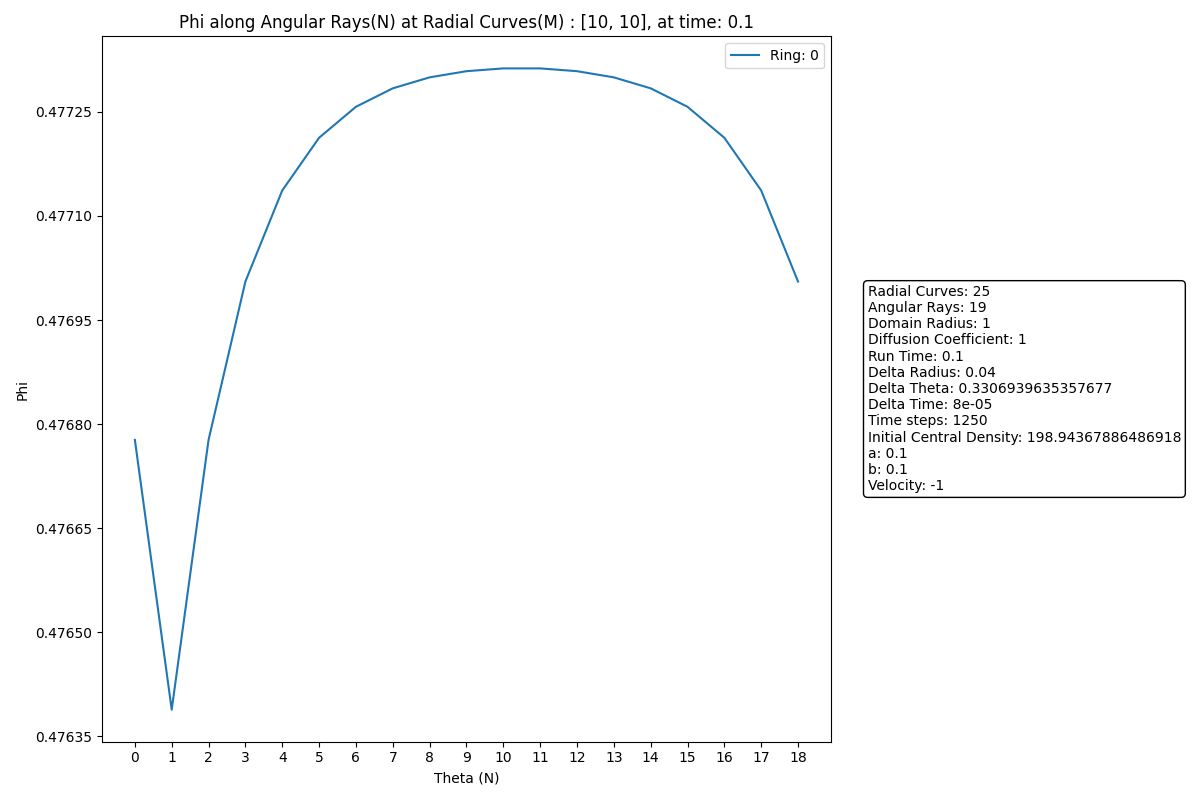 Phi along Angular Rays(N) at Radial Curves(M) : [10, 10], at time: 0.1
Ring: 0
0.47725
0.47710
0.47695
0.47680
0.47665
0.47650
0.47635
Phi
0 1 2 3 4 5 6 7 8 9 10 11 12 13 14 15 16 17 18
Theta (N)
Radial Curves: 25
Angular Rays: 19
Domain Radius: 1
Diffusion Coefficient: 1
Run Time: 0.1
Delta Radius: 0.04
Delta Theta: 0.3306939635357677
Delta Time: 8e-05
Time steps: 1250
Initial Central Density: 198.94367886486918
a: 0.1
b: 0.1
Velocity: -1